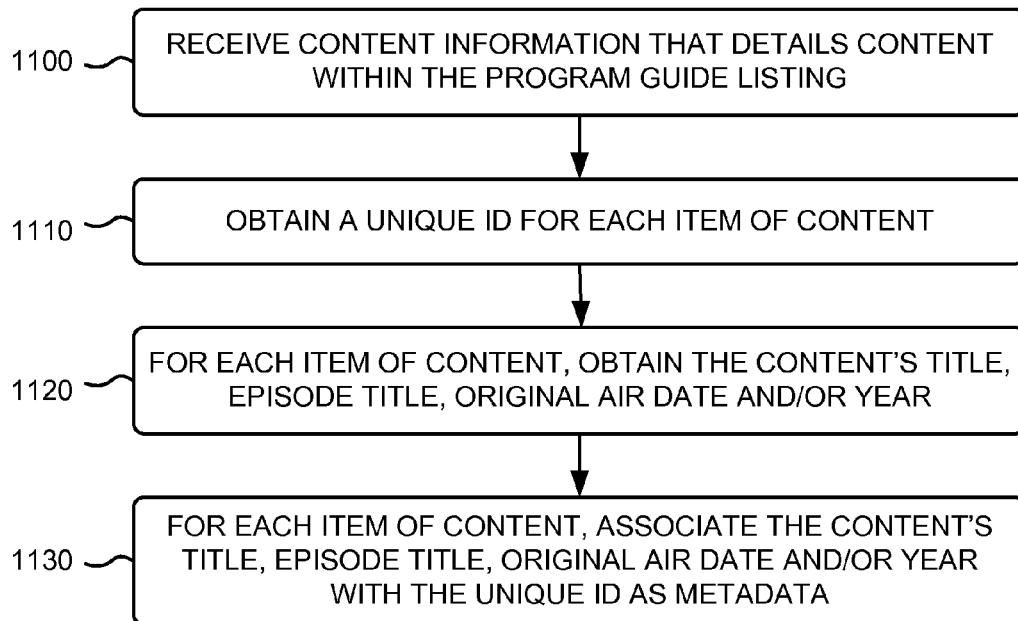 1100
RECEIVE CONTENT INFORMATION THAT DETAILS CONTENT
WITHIN THE PROGRAM GUIDE LISTING
1110
OBTAIN A UNIQUE ID FOR EACH ITEM OF CONTENT
1120
FOR EACH ITEM OF CONTENT, OBTAIN THE CONTENT'S TITLE,
EPISODE TITLE, ORIGINAL AIR DATE AND/OR YEAR
1130
FOR EACH ITEM OF CONTENT, ASSOCIATE THE CONTENT'S
TITLE, EPISODE TITLE, ORIGINAL AIR DATE AND/OR YEAR
WITH THE UNIQUE ID AS METADATA